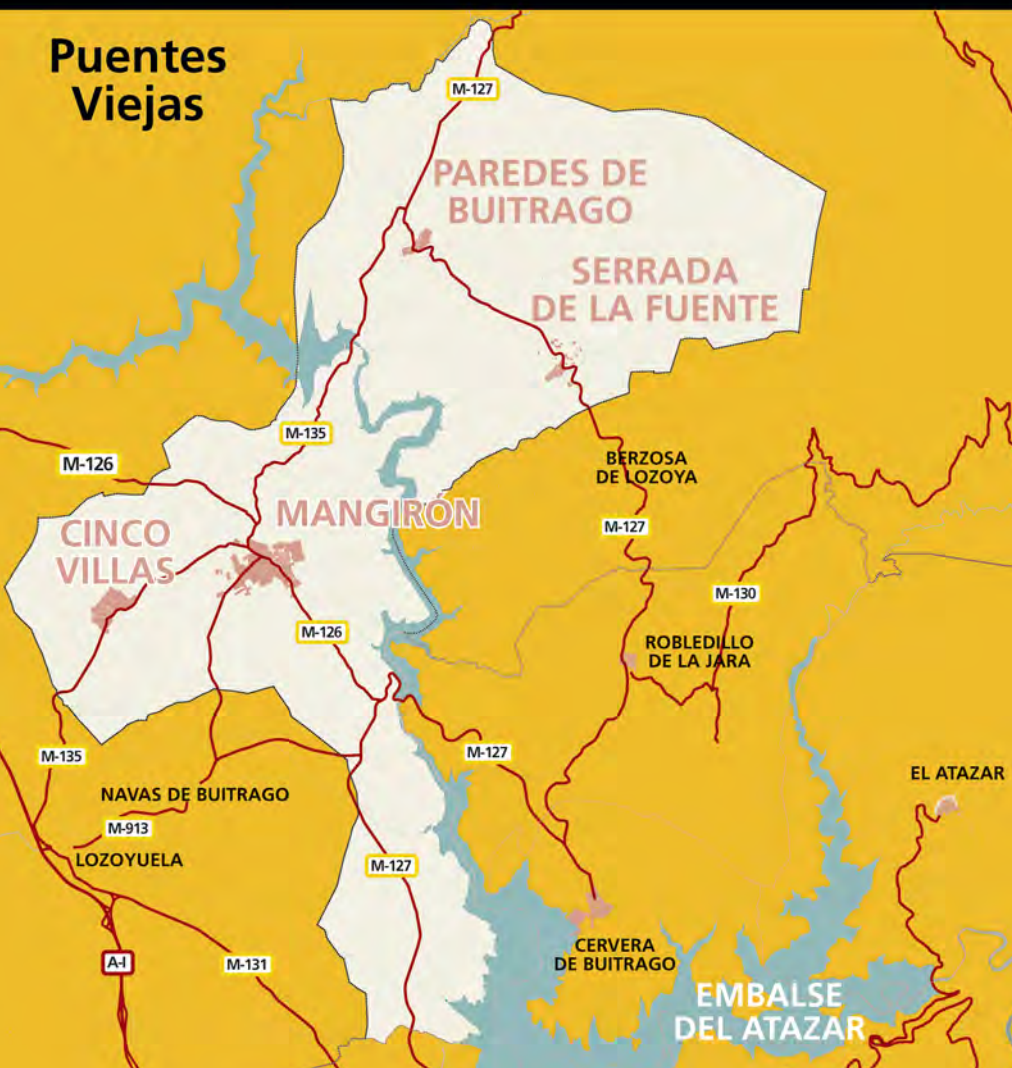 Puentes
Viejas
M-127
PAREDES DE
BUITRAGO
SERRADA
DE LA FUENTE
M-135
M-126
BERZOSA
DE LOZOYA
MANGIRÓN
CINCO
VILLAS
M-127
M-130
M-126
ROBLEDILLO
DE LA JARA
M-135
M-127
EL ATAZAR
NAVAS DE BUITRAGO
M-913
LOZOYUELA
M-127
A-I
M-131
CERVERA
DE BUITRAGO
EMBALSE
DEL ATAZAR